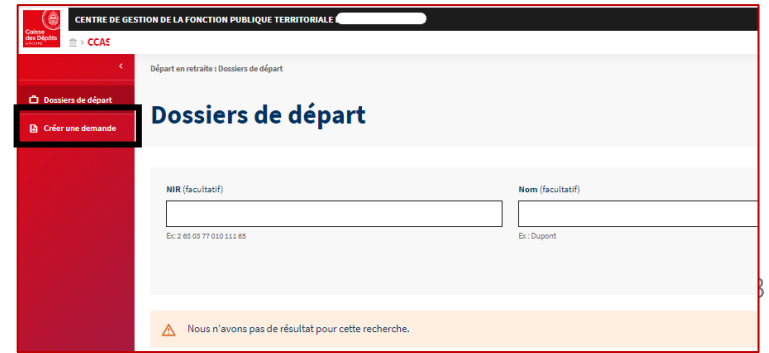 CENTRE DE GESTION DE LA FONCTION PUBLIQUE TERRITORIALE
Caisse
des Dépôts
GROUPE
> CCAS
Départ en retraite : Dossiers de départ
Dossiers de départ
Créer une demande
Dossiers de départ
NIR (facultatif)
Nom (facultatif)
Ex: 2 63 03 77 010 111 65
Ex : Dupont
Nous n'avons pas de résultat pour cette recherche.